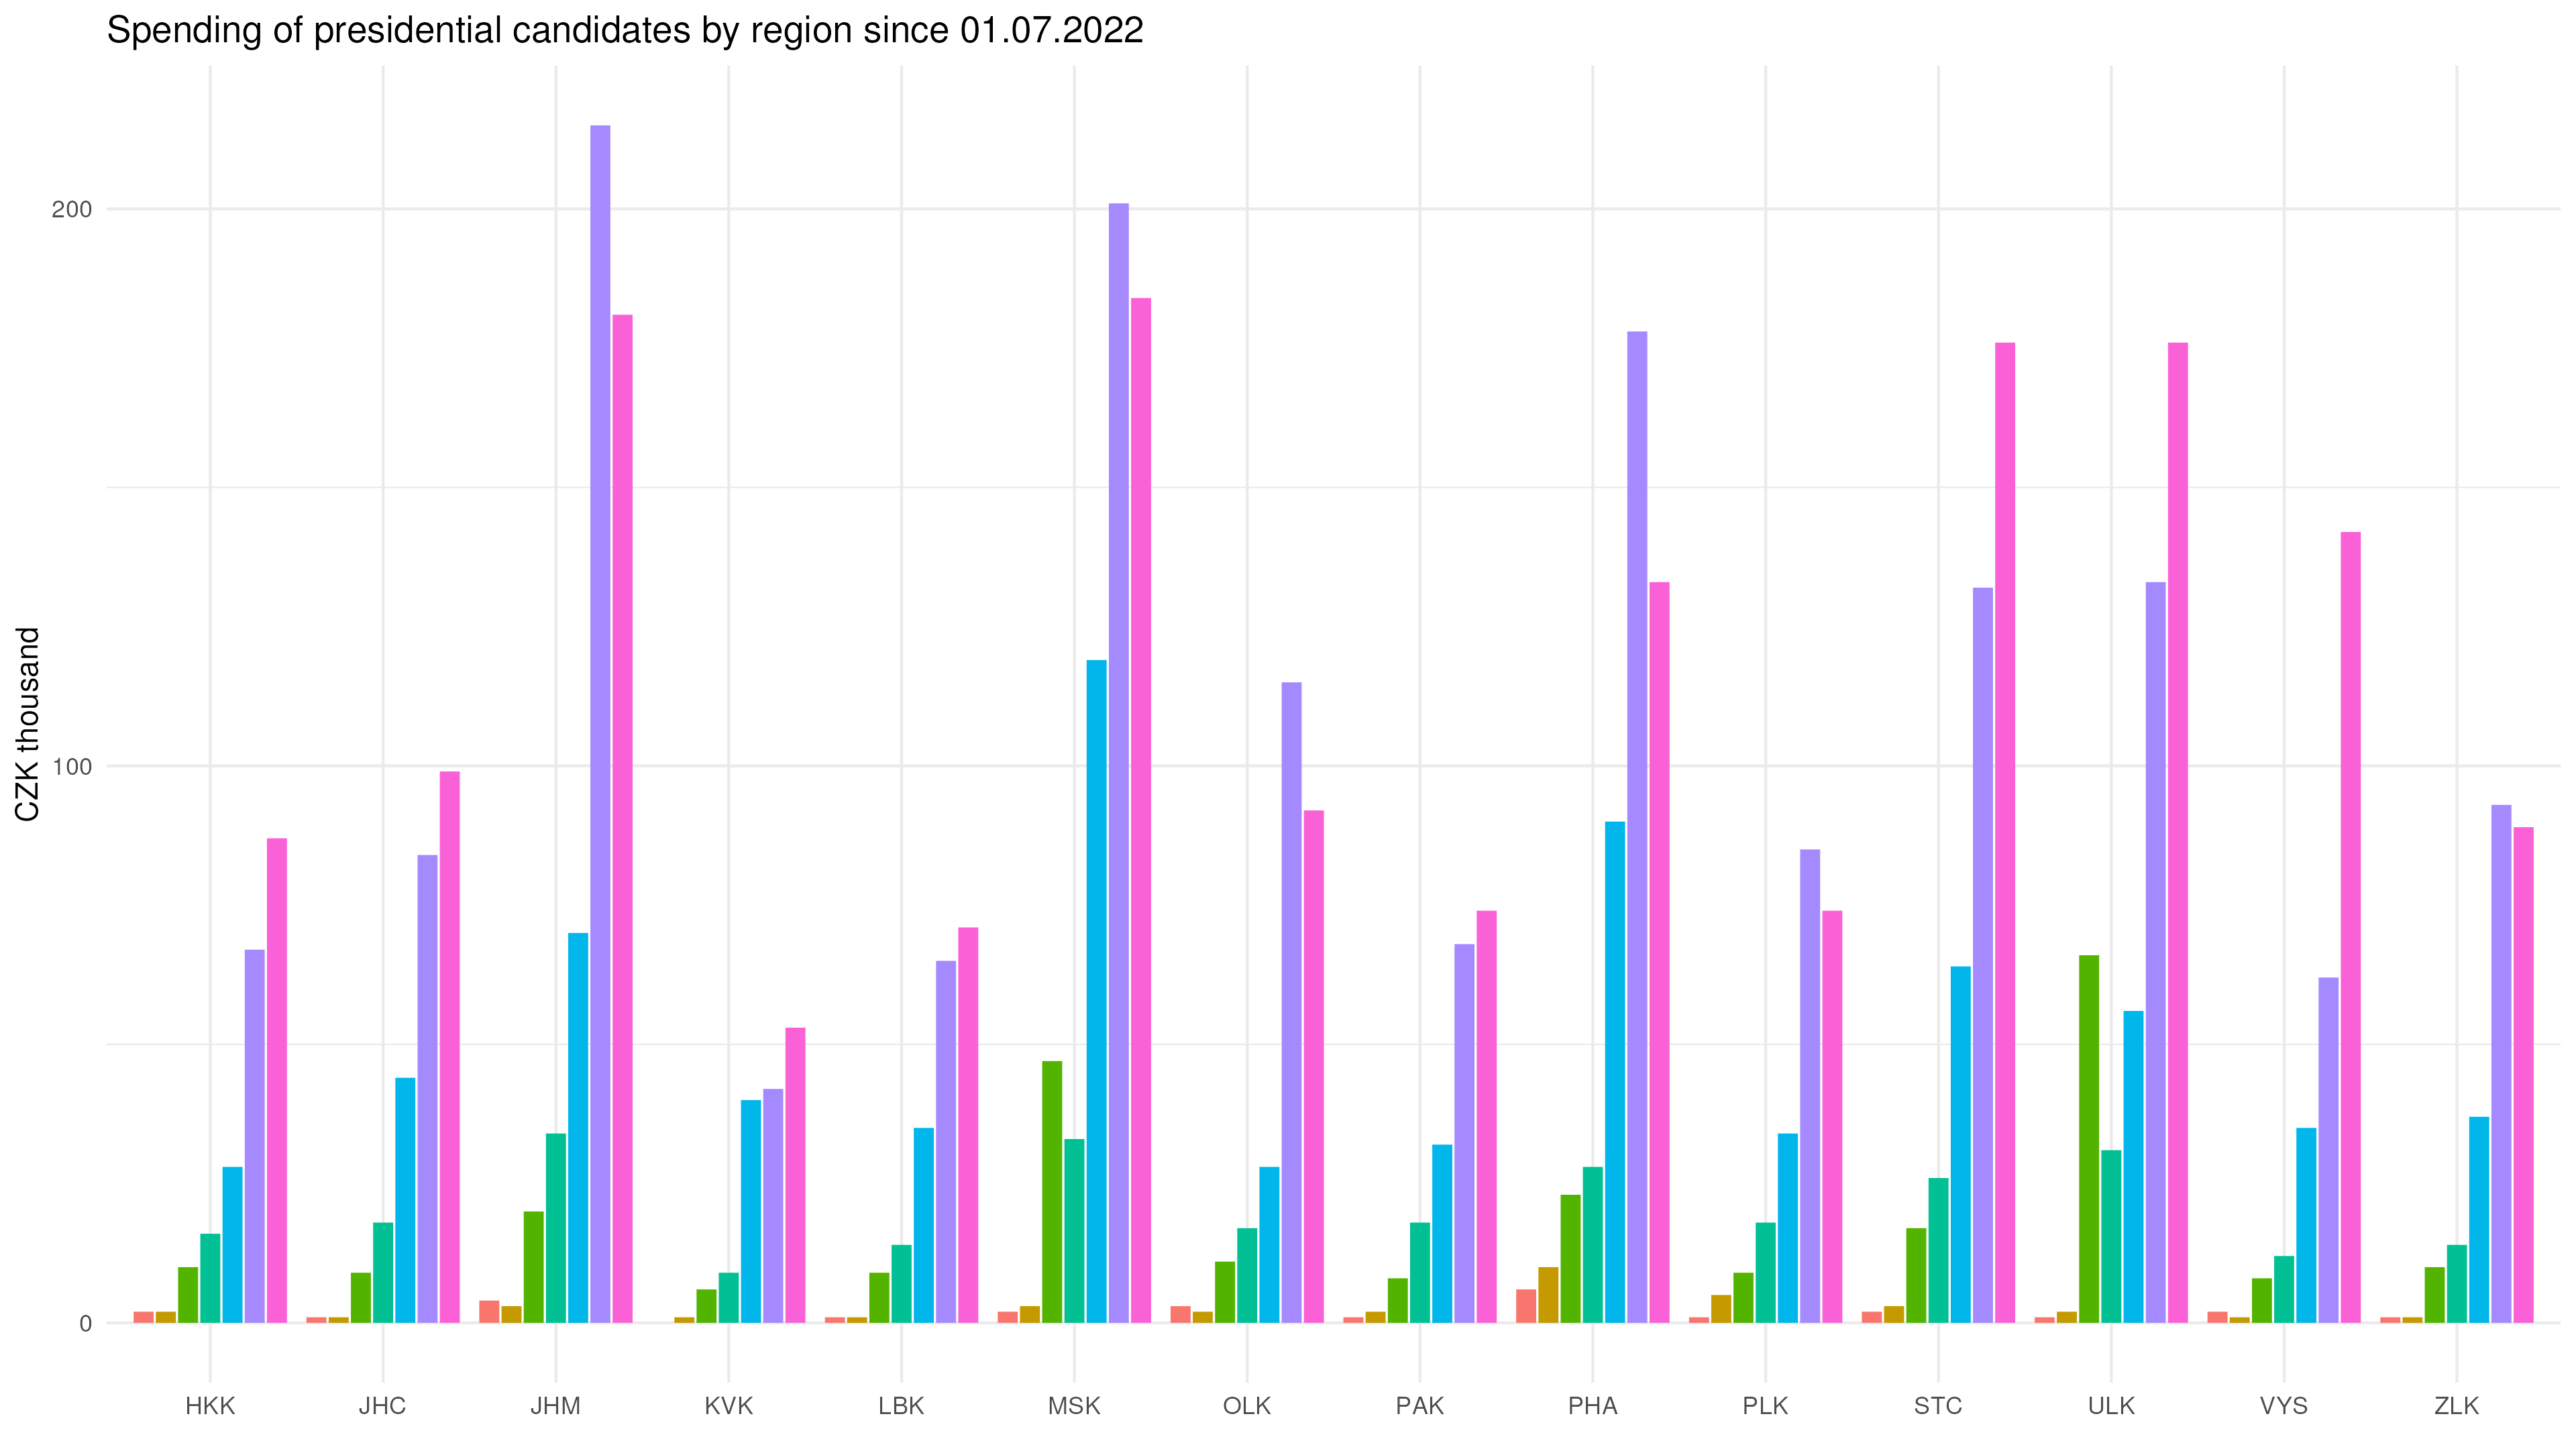 Spending of presidential candidates by region since 01.07.2022
CZK thousand
200
100
0
HKK JHC JHM KVK LBK MSK OLK PAK PHA PLK STC ULK VYS ZLK